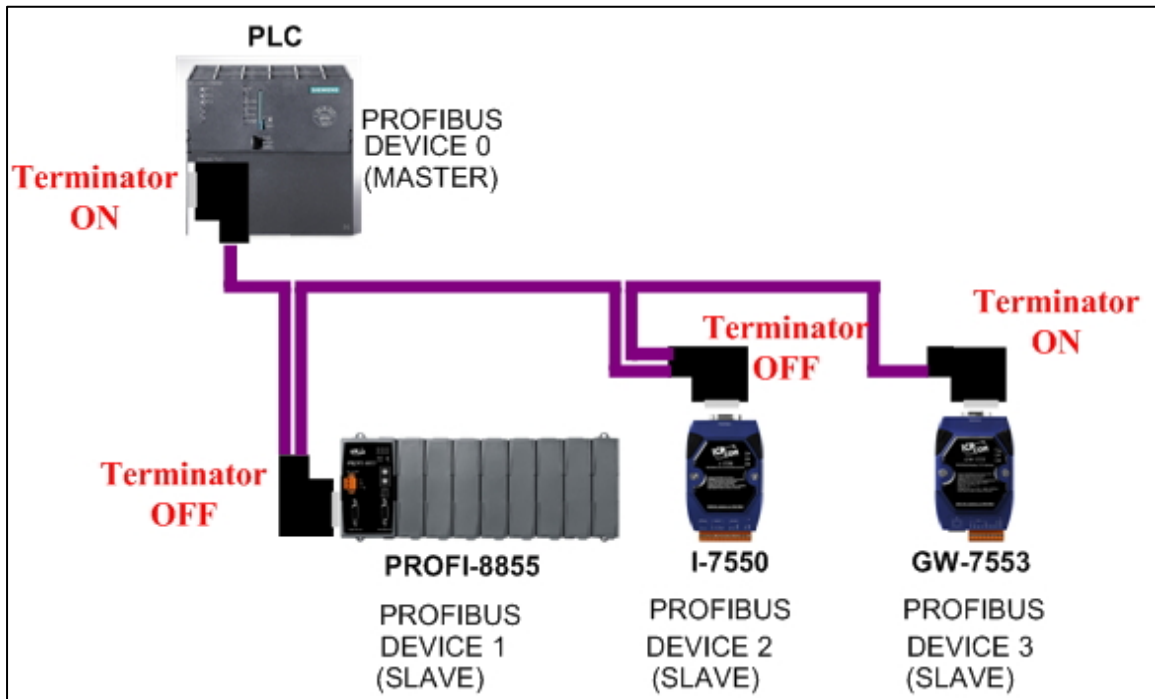 PLC
SIEMENS
PROFIBUS
DEVICE 0
(MASTER)
Terminator
ON
Terminator
OFF
Terminator
ON
Terminator
OFF
PROFI-8855
I-7550
GW-7553
PROFIBUS
DEVICE 1
(SLAVE)
PROFIBUS
DEVICE 2
(SLAVE)
PROFIBUS
DEVICE 3
(SLAVE)